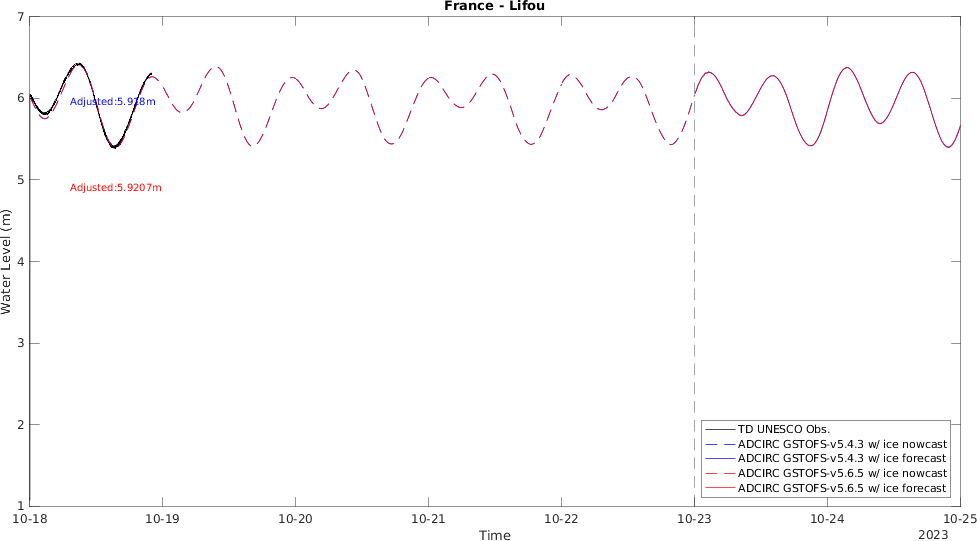 France - Lifou
7
6
5
4
3
2
1
Water Level (m)
Adjusted:5.938m
Adjusted:5.9207m
TD UNESCO Obs.
ADCIRC GSTOFS-v5.4.3 w/ ice nowcast
ADCIRC GSTOFS-v5.4.3 w/ ice forecast
ADCIRC GSTOFS-v5.6.5 w/ ice nowcast
ADCIRC GSTOFS-v5.6.5 w/ ice forecast
10-18 10-19 10-20 10-21 10-22 10-23 10-24 10-25
Time
2023